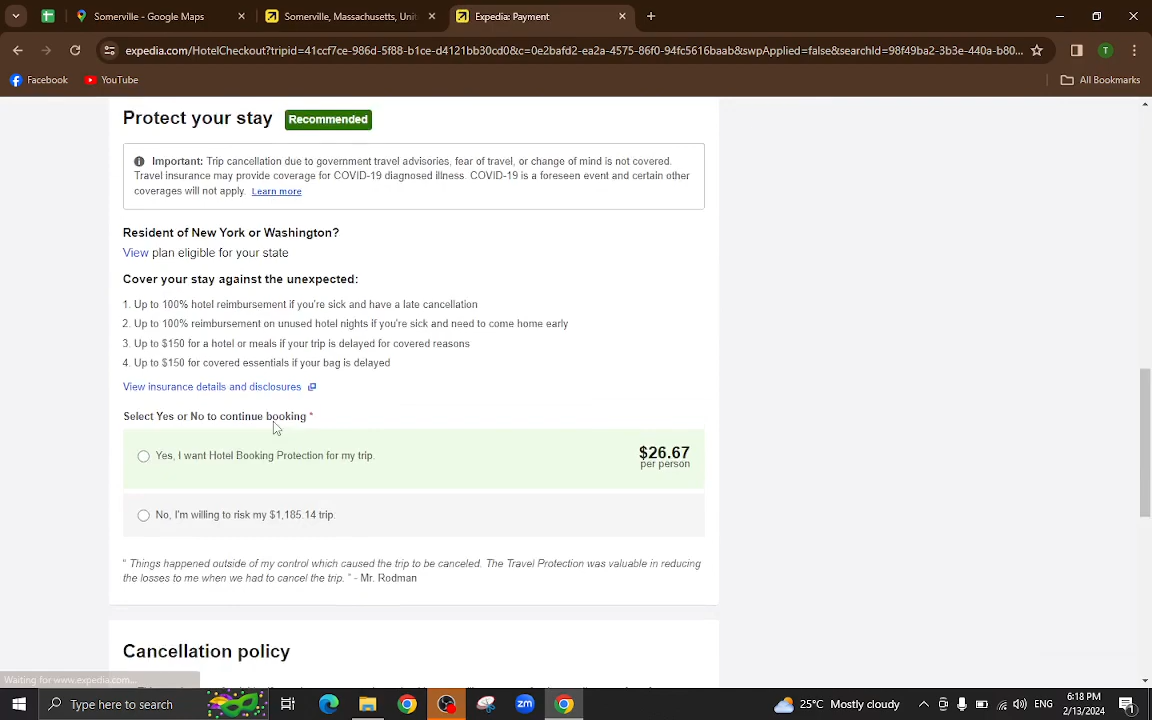 Somerville - Google Maps
Somerville, Massachusetts, Uni
Expedia: Payment
expedia.com/HotelCheckout?tripid=41ccf7ce-986d-5f88-b1ce-d4121bb30cd0&c=0e2bafd2-ea2a-4575-86f0-94fc5616baab&swpApplied=false&searchId=98f49ba2-3b3e-440a-b80...
T
Facebook
YouTube
All Bookmarks
Protect your stay Recommended
Important: Trip cancellation due to government travel advisories, fear of travel, or change of mind is not covered.
Travel insurance may provide coverage for COVID-19 diagnosed illness. COVID-19 is a foreseen event and certain other
coverages will not apply. Learn more
Resident of New York or Washington?
View plan eligible for your state
Cover your stay against the unexpected:
1. Up to 100% hotel reimbursement if you're sick and have a late cancellation
2. Up to 100% reimbursement on unused hotel nights if you're sick and need to come home early
3. Up to $150 for a hotel or meals if your trip is delayed for covered reasons
4. Up to $150 for covered essentials if your bag is delayed
View insurance details and disclosures
Select Yes or No to continue booking *
Yes, I want Hotel Booking Protection for my trip.
$26.67
per person
No, I'm willing to risk my $1,185.14 trip.
" Things happened outside of my control which caused the trip to be canceled. The Travel Protection was valuable in reducing
the losses to me when we had to cancel the trip. " - Mr. Rodman
Cancellation policy
Waiting for www.expedia.com...
Type here to search
zm
25°C Mostly cloudy
6:18 PM
2/13/2024
1